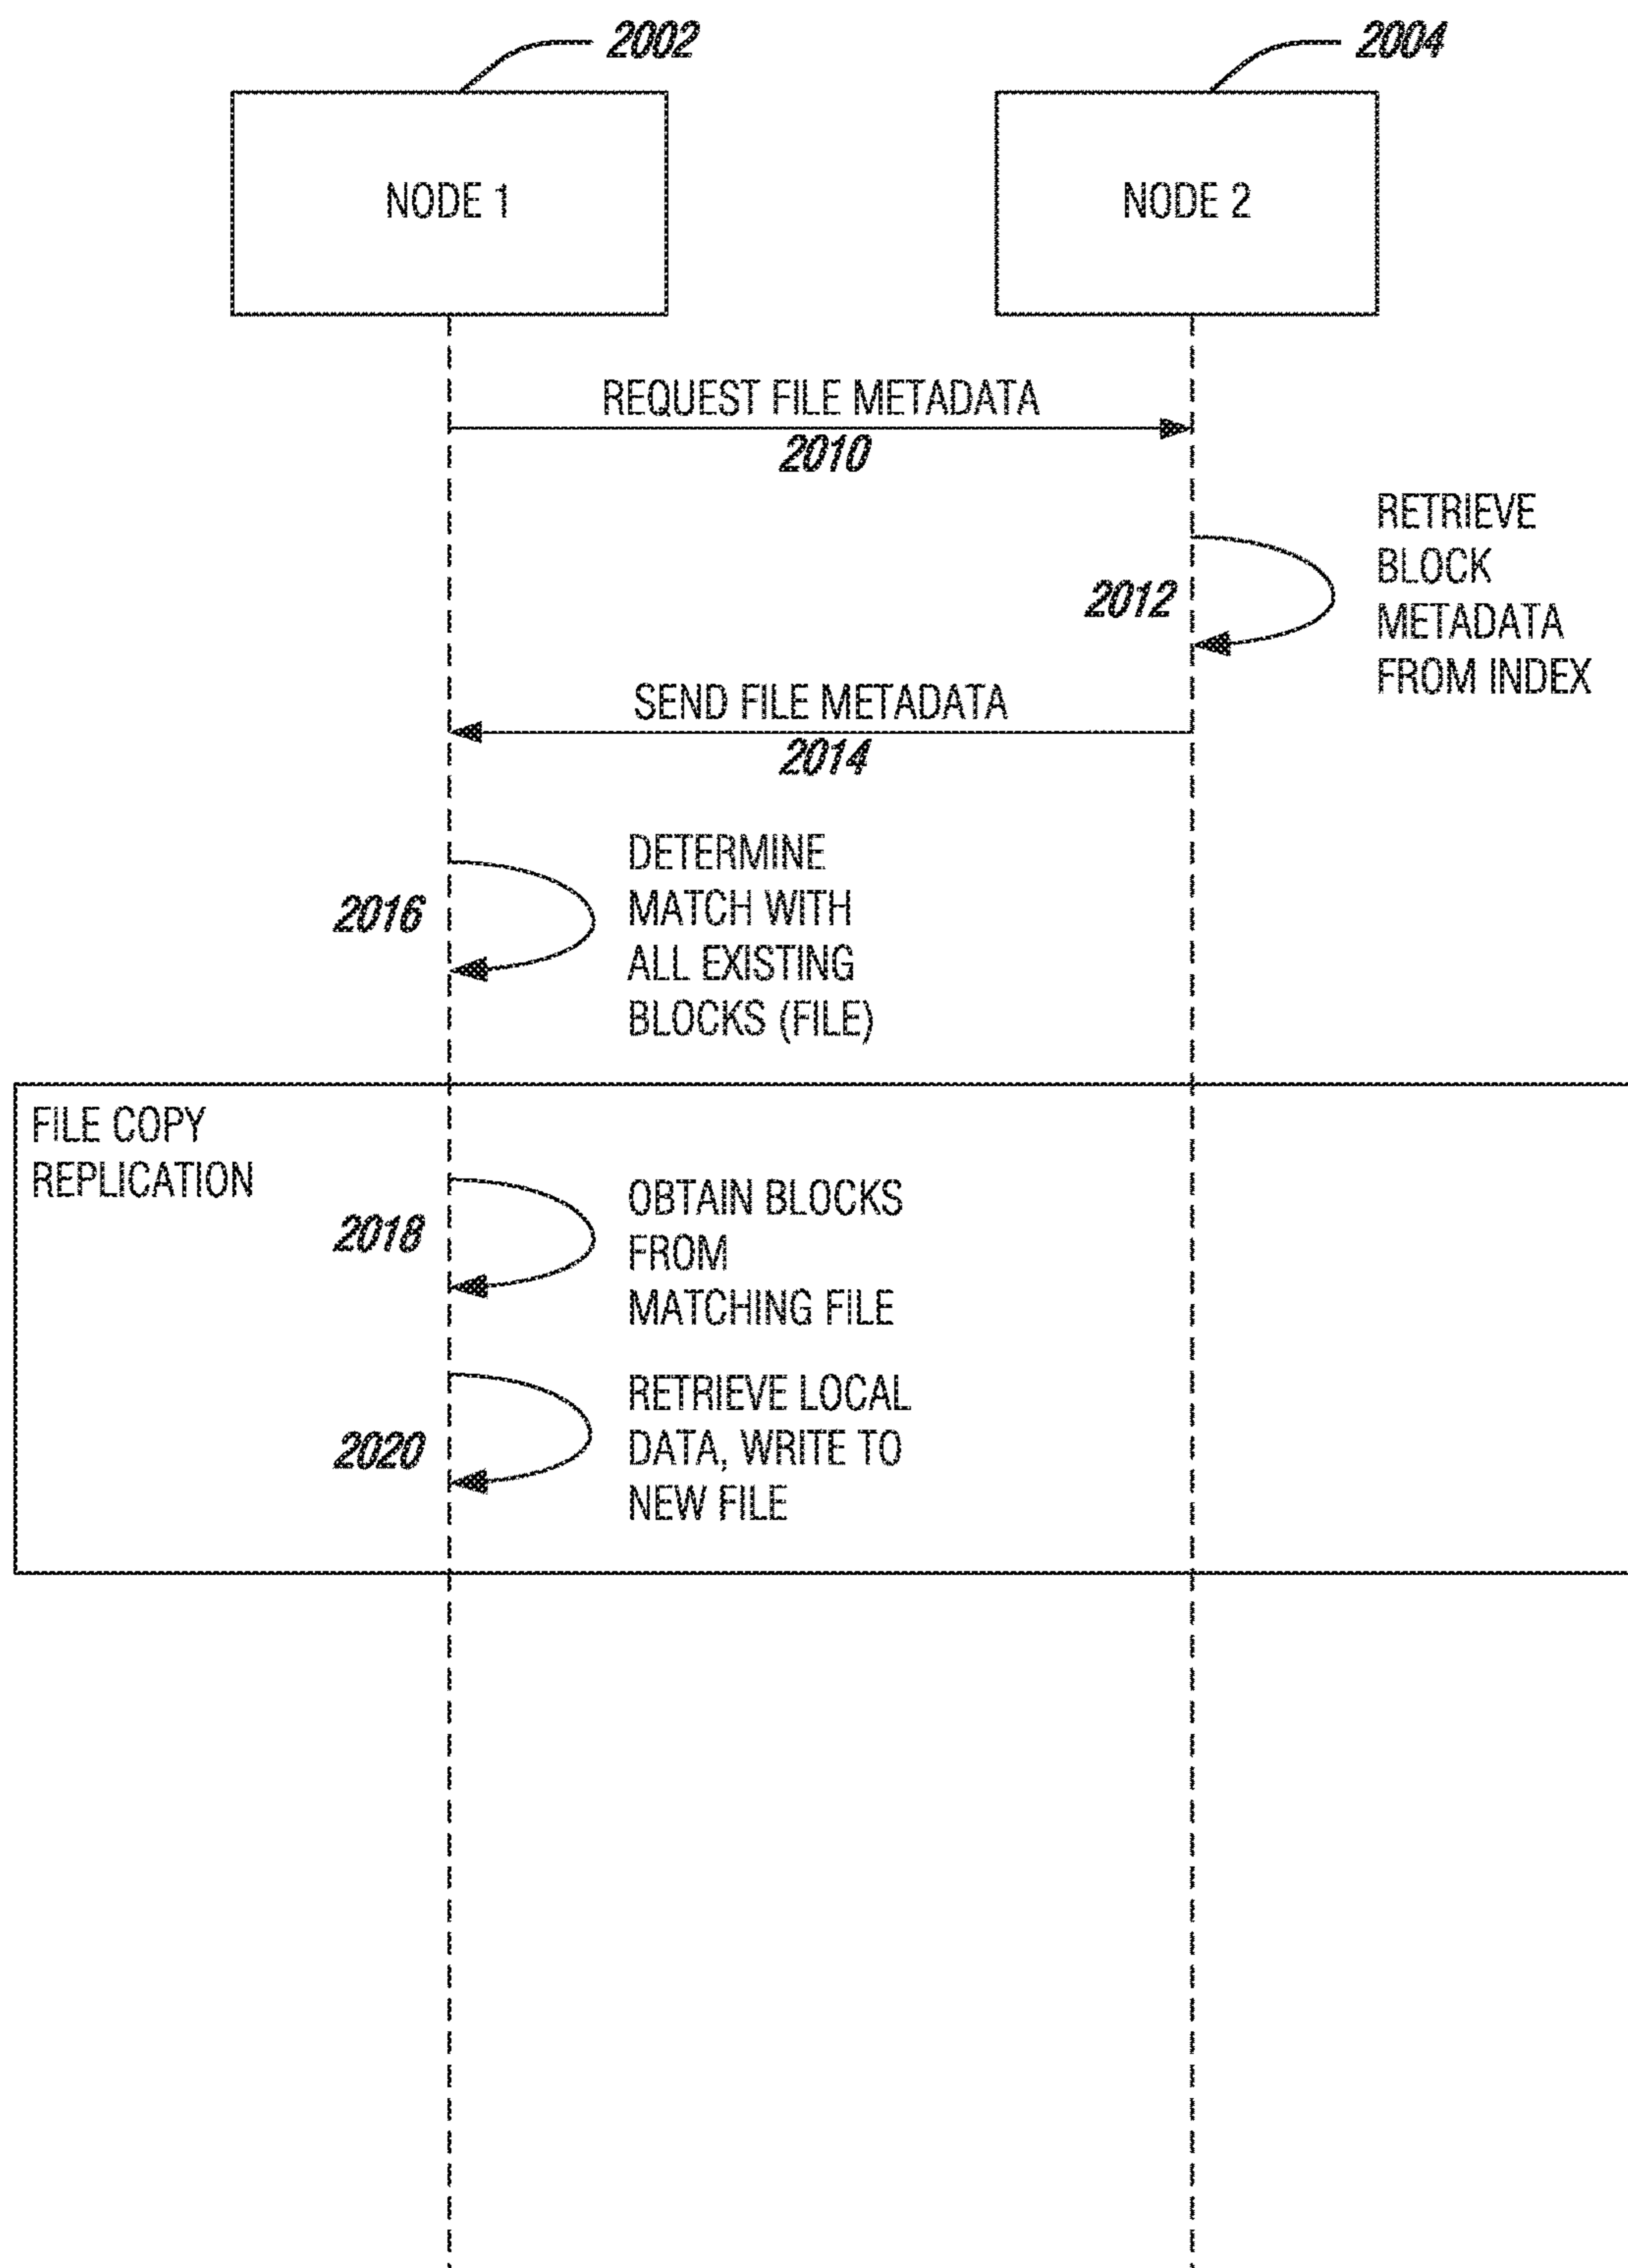 2002
2004
NODE 1
NODE 2
REQUEST FILE METADATA
2010
RETRIEVE
BLOCK
METADATA
FROM INDEX
2012
SEND FILE METADATA
2014
DETERMINE
MATCH WITH
ALL EXISTING
BLOCKS (FILE)
2016
FILE COPY
REPLICATION
OBTAIN BLOCKS
FROM
MATCHING FILE
2018
RETRIEVE LOCAL
DATA, WRITE TO
NEW FILE
2020